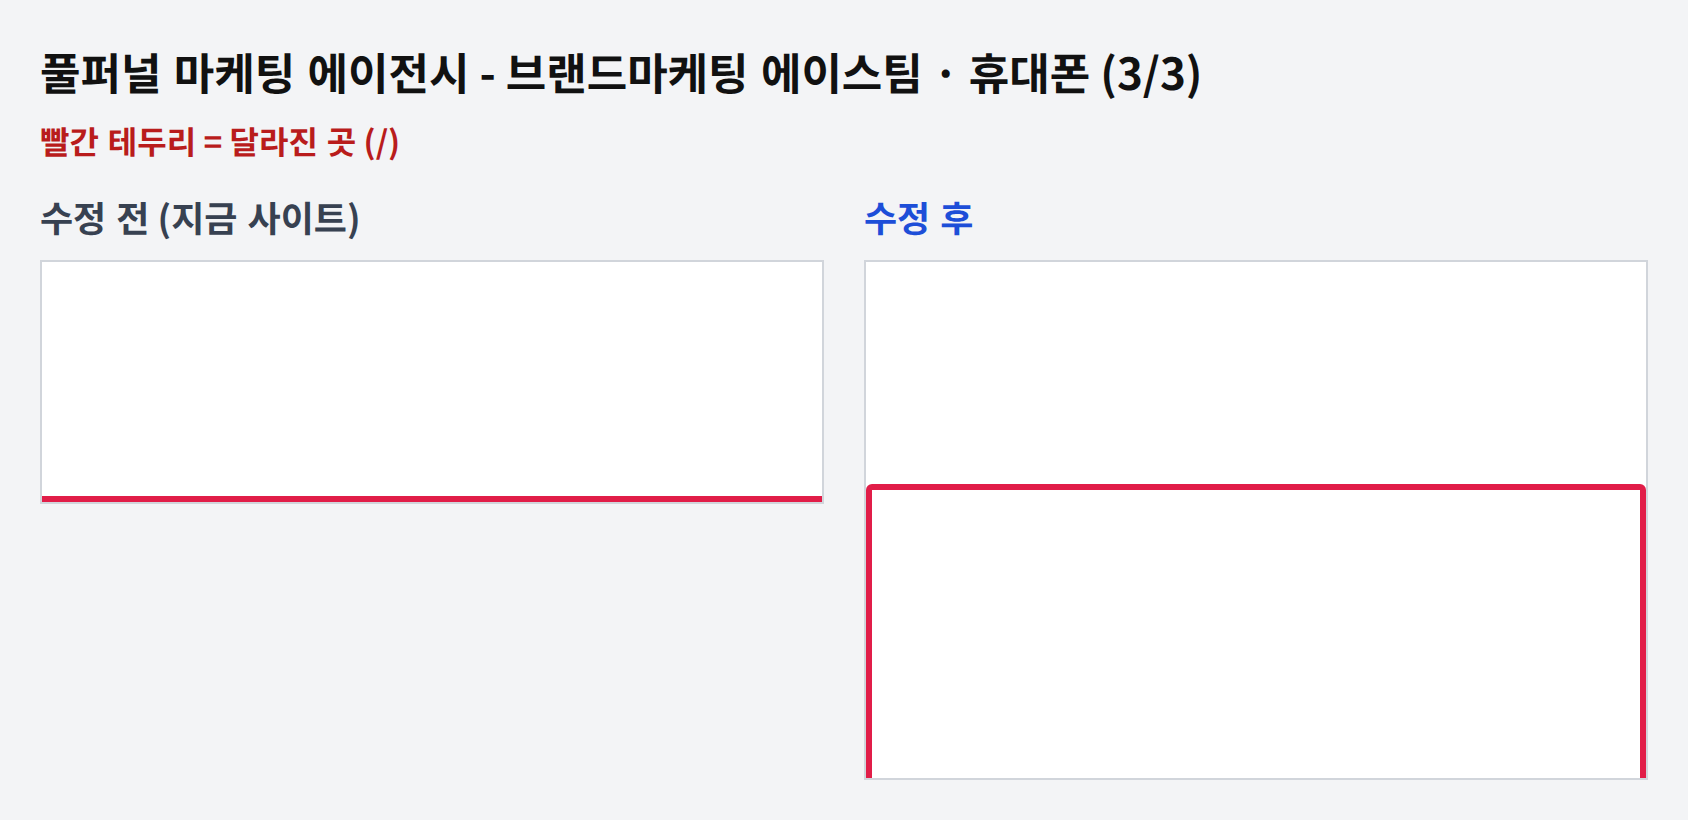 풀퍼널 마케팅 에이전시 - 브랜드마케팅 에이스팀 · 휴대폰 (3/3)
빨간 테두리 = 달라진 곳 (/)
수정 전 (지금 사이트)
수정 후